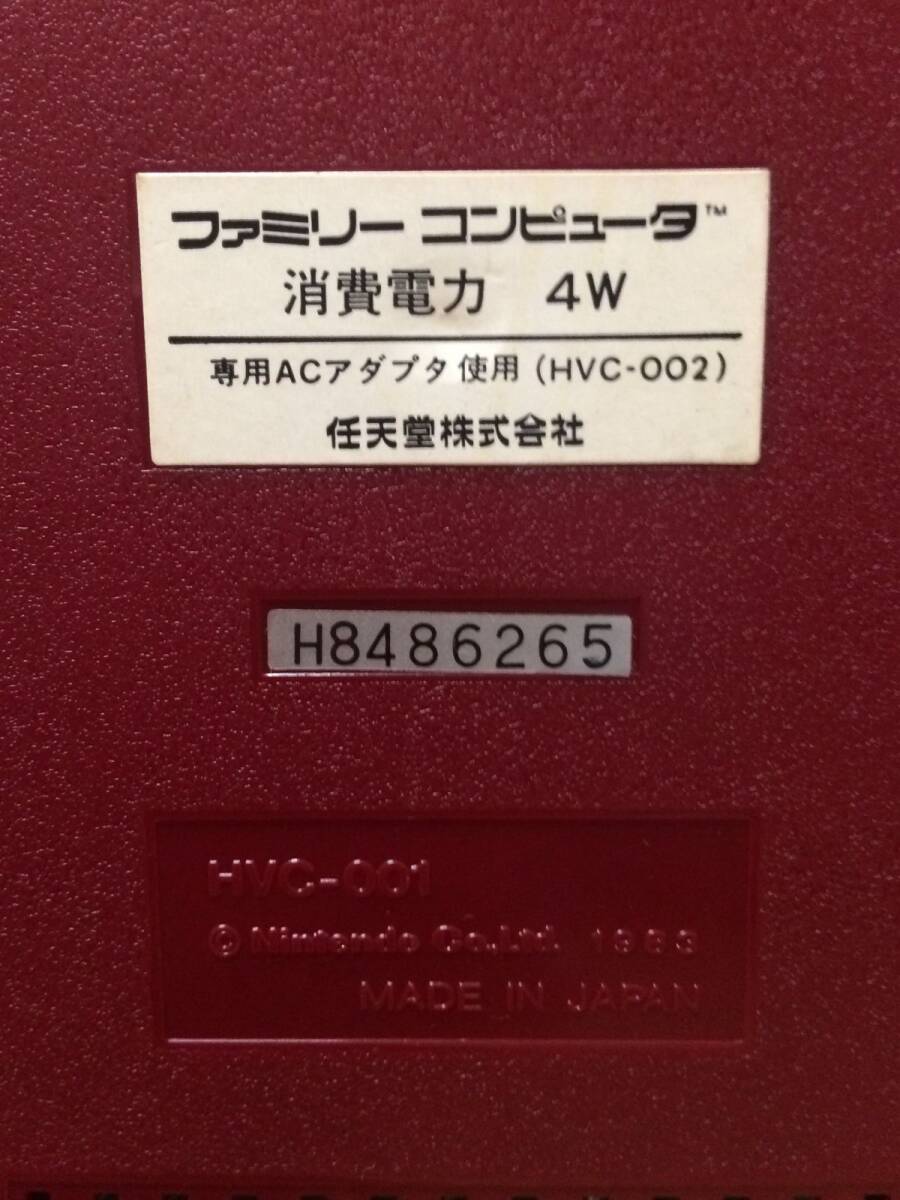 ファミリー コンピュータ™
消費電力 4W
専用ACアダプタ使用 (HVC-002)
任天堂株式会社
H8486265
HVC-001
© Nintendo Co.,Ltd. 1983
MADE IN JAPAN